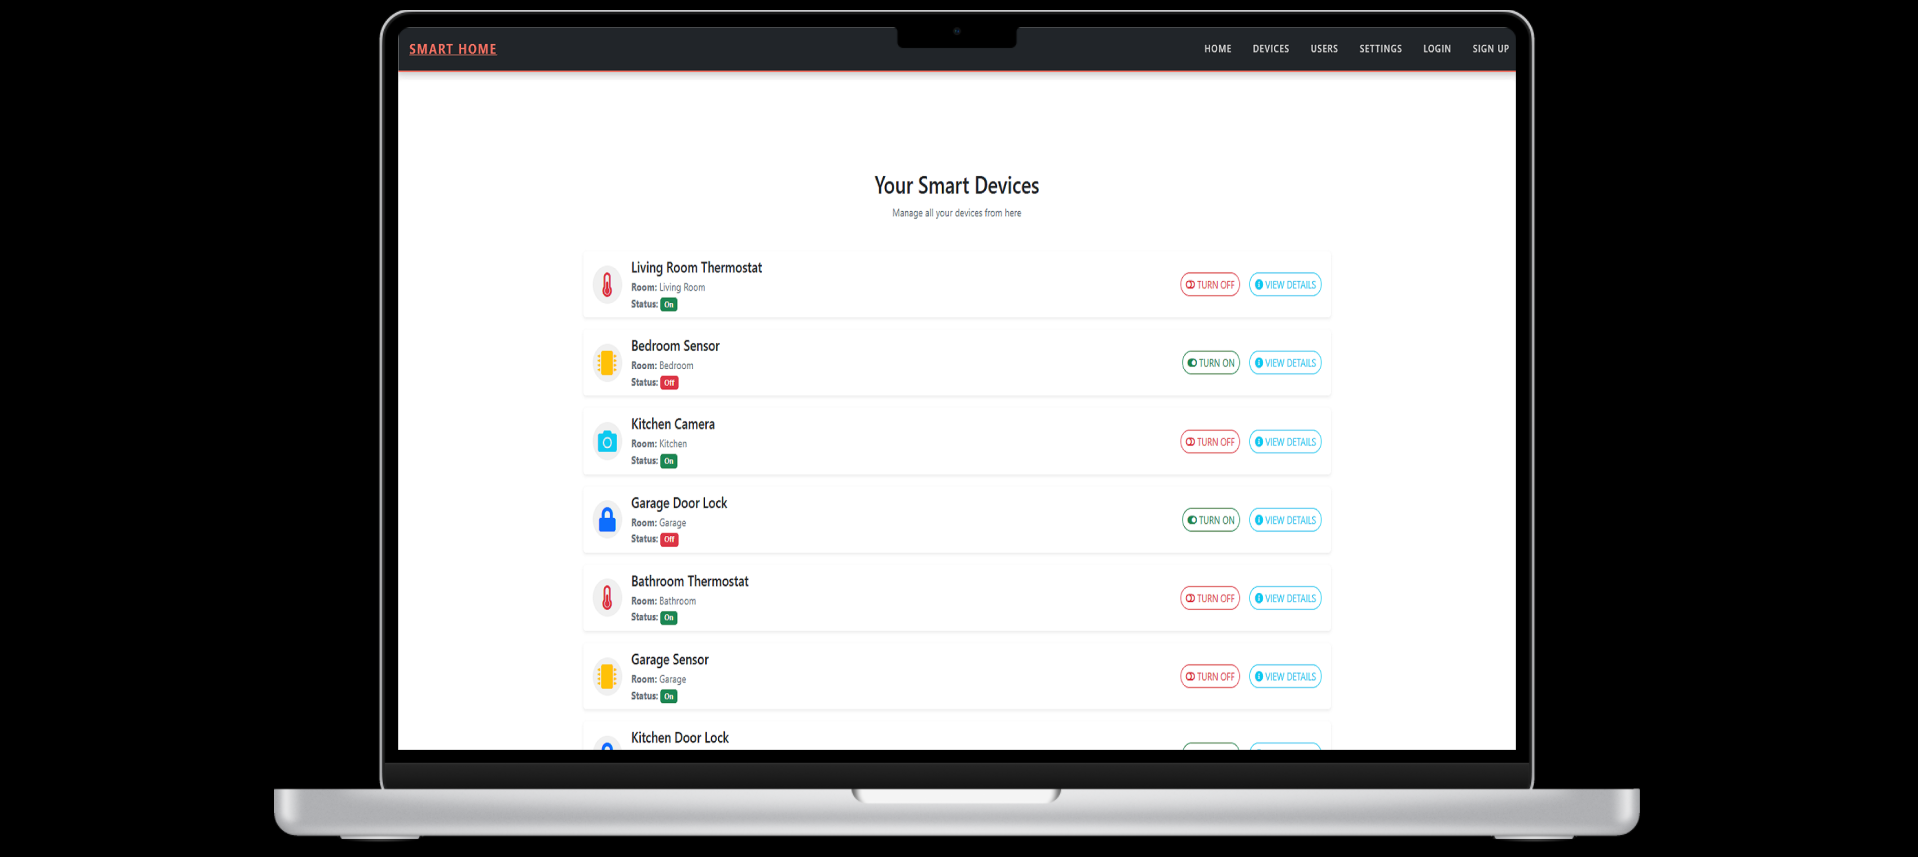 SMART HOME
HOME DEVICES USERS SETTINGS LOGIN SIGN UP
Your Smart Devices
Manage all your devices from here
Living Room Thermostat
Room: Living Room
Status: On
TURN OFF VIEW DETAILS
Bedroom Sensor
Room: Bedroom
Status: Off
TURN ON VIEW DETAILS
Kitchen Camera
Room: Kitchen
Status: On
TURN OFF VIEW DETAILS
Garage Door Lock
Room: Garage
Status: Off
TURN ON VIEW DETAILS
Bathroom Thermostat
Room: Bathroom
Status: On
TURN OFF VIEW DETAILS
Garage Sensor
Room: Garage
Status: On
TURN OFF VIEW DETAILS
Kitchen Door Lock